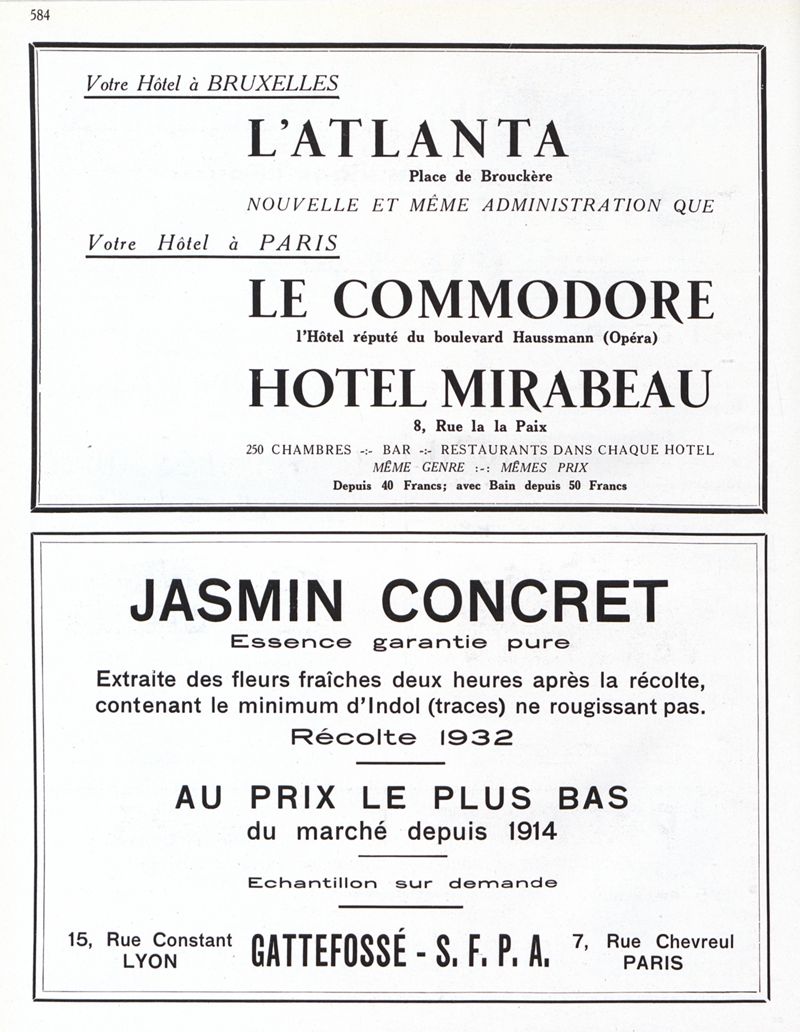 584
Votre Hôtel à BRUXELLES
L'ATLANTA
Place de Brouckère
NOUVELLE ET MÊME ADMINISTRATION QUE
Votre Hôtel à PARIS
LE COMMODORE
l'Hôtel réputé du boulevard Haussmann (Opéra)
HOTEL MIRABEAU
8, Rue la la Paix
250 CHAMBRES -:- BAR -:- RESTAURANTS DANS CHAQUE HOTEL
MÊME GENRE :-: MÊMES PRIX
Depuis 40 Francs; avec Bain depuis 50 Francs
JASMIN CONCRET
Essence garantie pure
Extraite des fleurs fraîches deux heures après la récolte,
contenant le minimum d'Indol (traces) ne rougissant pas.
Récolte 1932
AU PRIX LE PLUS BAS
du marché depuis 1914
Echantillon sur demande
15, Rue Constant
LYON
GATTEFOSSÉ - S. F. P. A.
7, Rue Chevreul
PARIS